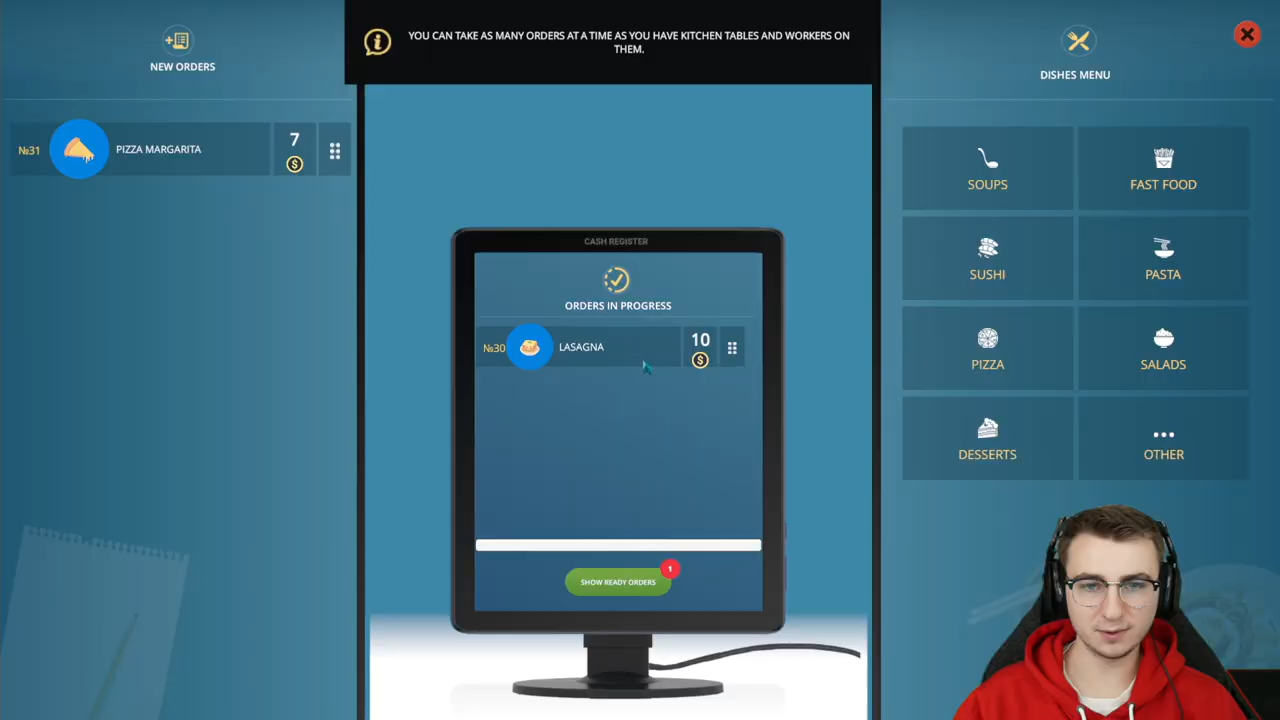 NEW ORDERS
№31 PIZZA MARGARITA 7
YOU CAN TAKE AS MANY ORDERS AT A TIME AS YOU HAVE KITCHEN TABLES AND WORKERS ON
THEM.
CASH REGISTER
ORDERS IN PROGRESS
№30 LASAGNA 10
SHOW READY ORDERS 1
DISHES MENU
SOUPS
FAST FOOD
SUSHI
PASTA
PIZZA
SALADS
DESSERTS
OTHER